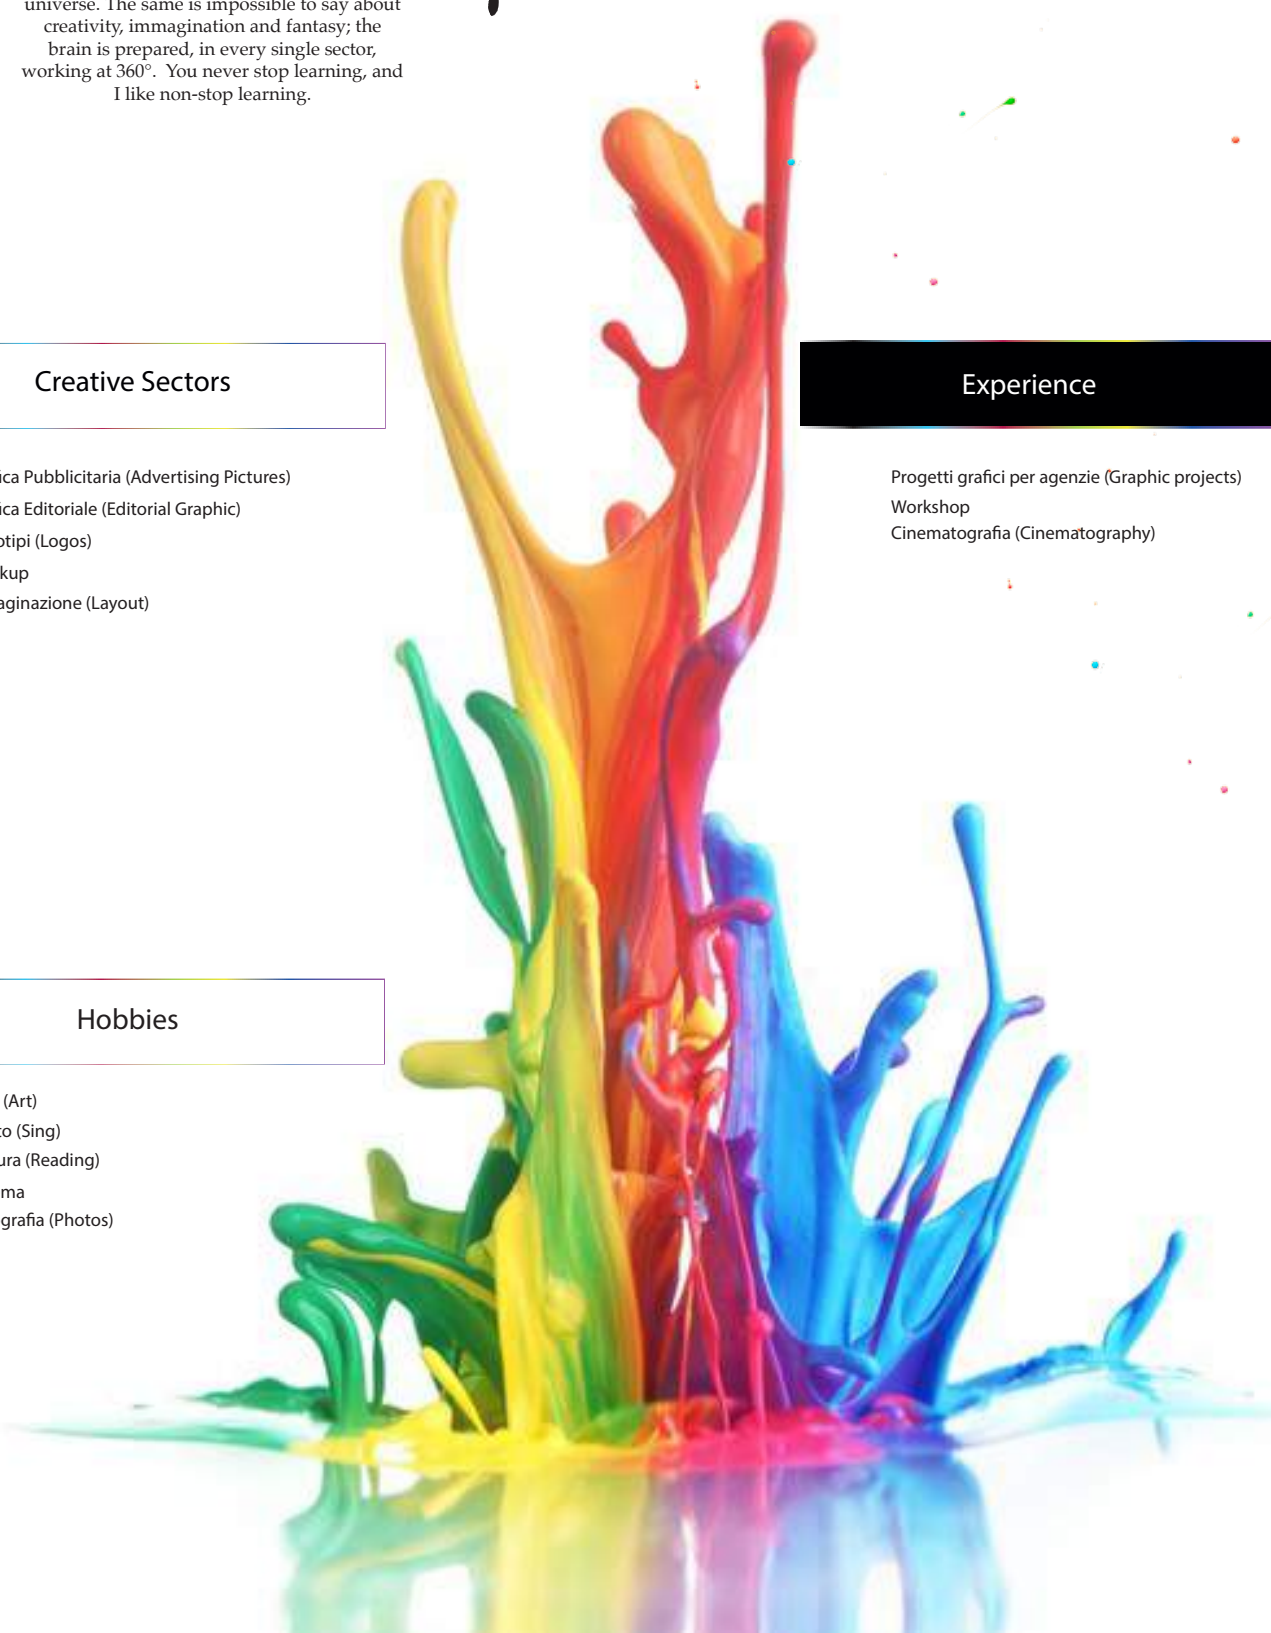 universe. The same is impossible to say about
creativity, immagination and fantasy; the
brain is prepared, in every single sector,
working at 360°. You never stop learning, and
I like non-stop learning.
Creative Sectors
ica Pubblicitaria (Advertising Pictures)
ica Editoriale (Editorial Graphic)
otipi (Logos)
kup
aginazione (Layout)
Experience
Progetti grafici per agenzie (Graphic projects)
Workshop
Cinematografia (Cinematography)
Hobbies
(Art)
to (Sing)
ura (Reading)
ma
grafia (Photos)